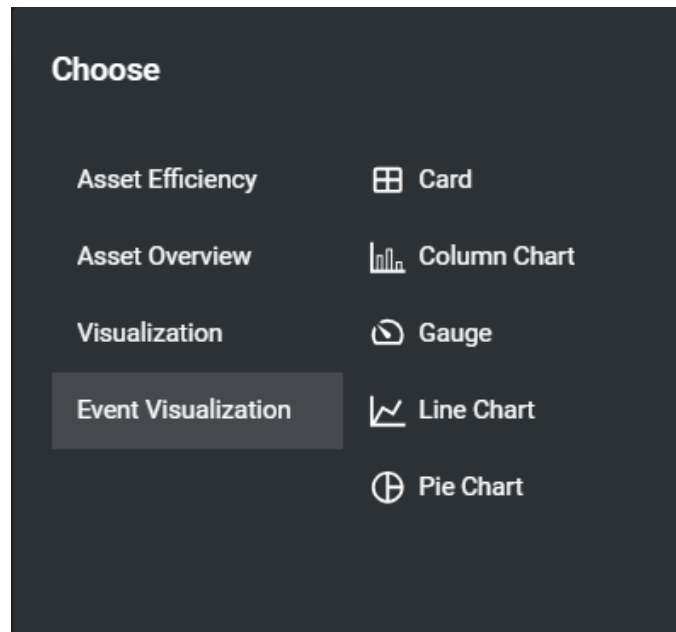 Choose
Asset Efficiency
Asset Overview
Visualization
Event Visualization
Card
Column Chart
Gauge
Line Chart
Pie Chart